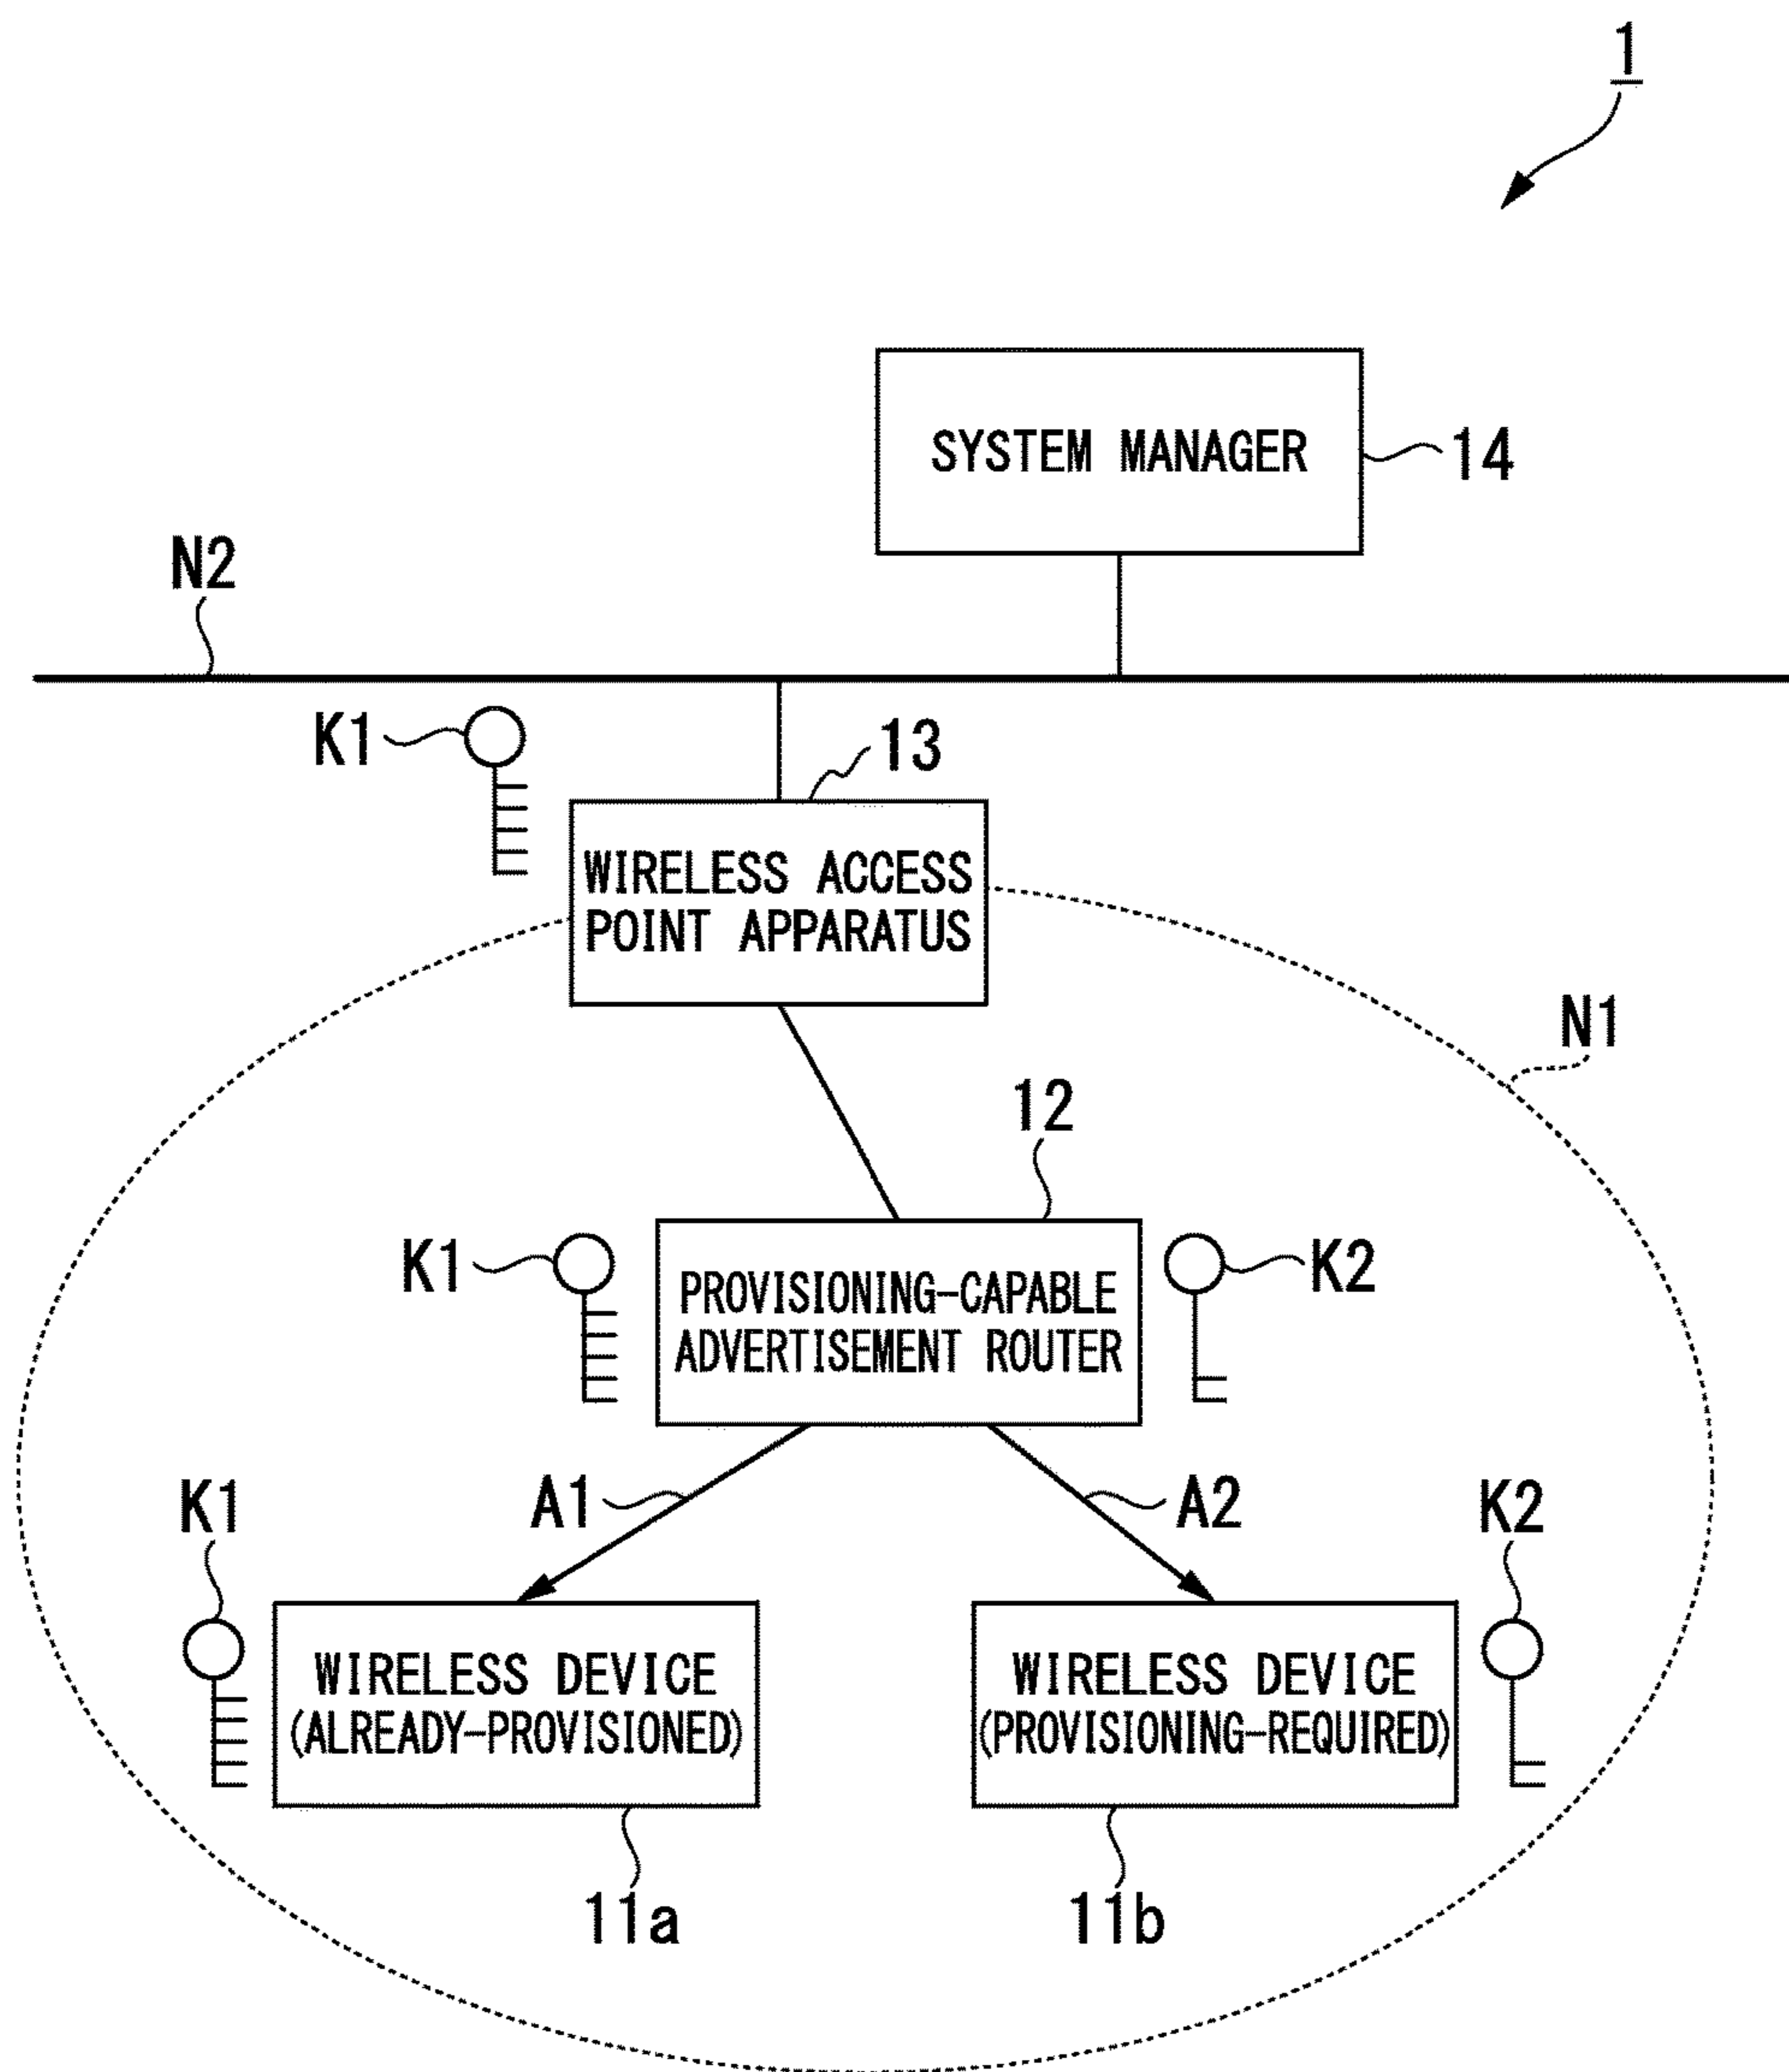 1
SYSTEM MANAGER
14
N2
K1
13
WIRELESS ACCESS
POINT APPARATUS
N1
12
K1
PROVISIONING-CAPABLE
ADVERTISEMENT ROUTER
K2
K1
A1
A2
K2
WIRELESS DEVICE
(ALREADY-PROVISIONED)
WIRELESS DEVICE
(PROVISIONING-REQUIRED)
11a
11b